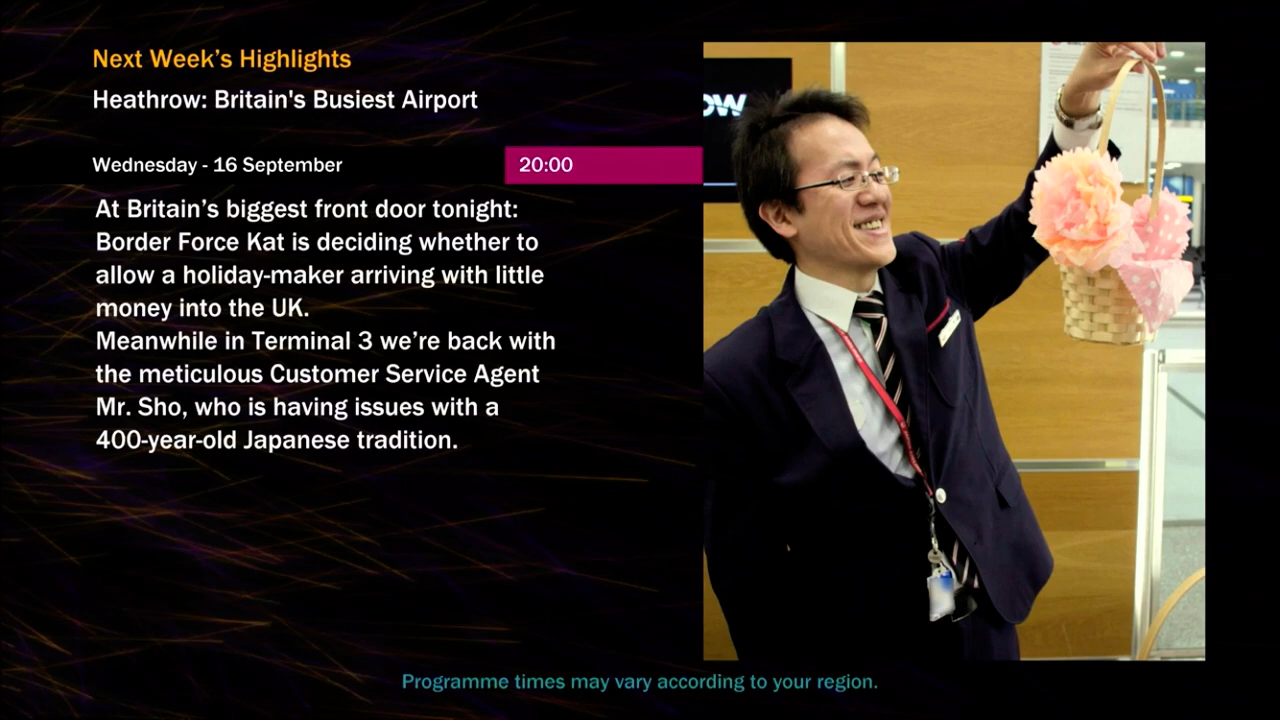 Next Week's Highlights
Heathrow: Britain's Busiest Airport
Wednesday - 16 September
20:00
At Britain’s biggest front door tonight:
Border Force Kat is deciding whether to
allow a holiday-maker arriving with little
money into the UK.
Meanwhile in Terminal 3 we’re back with
the meticulous Customer Service Agent
Mr. Sho, who is having issues with a
400-year-old Japanese tradition.
ow
Programme times may vary according to your region.